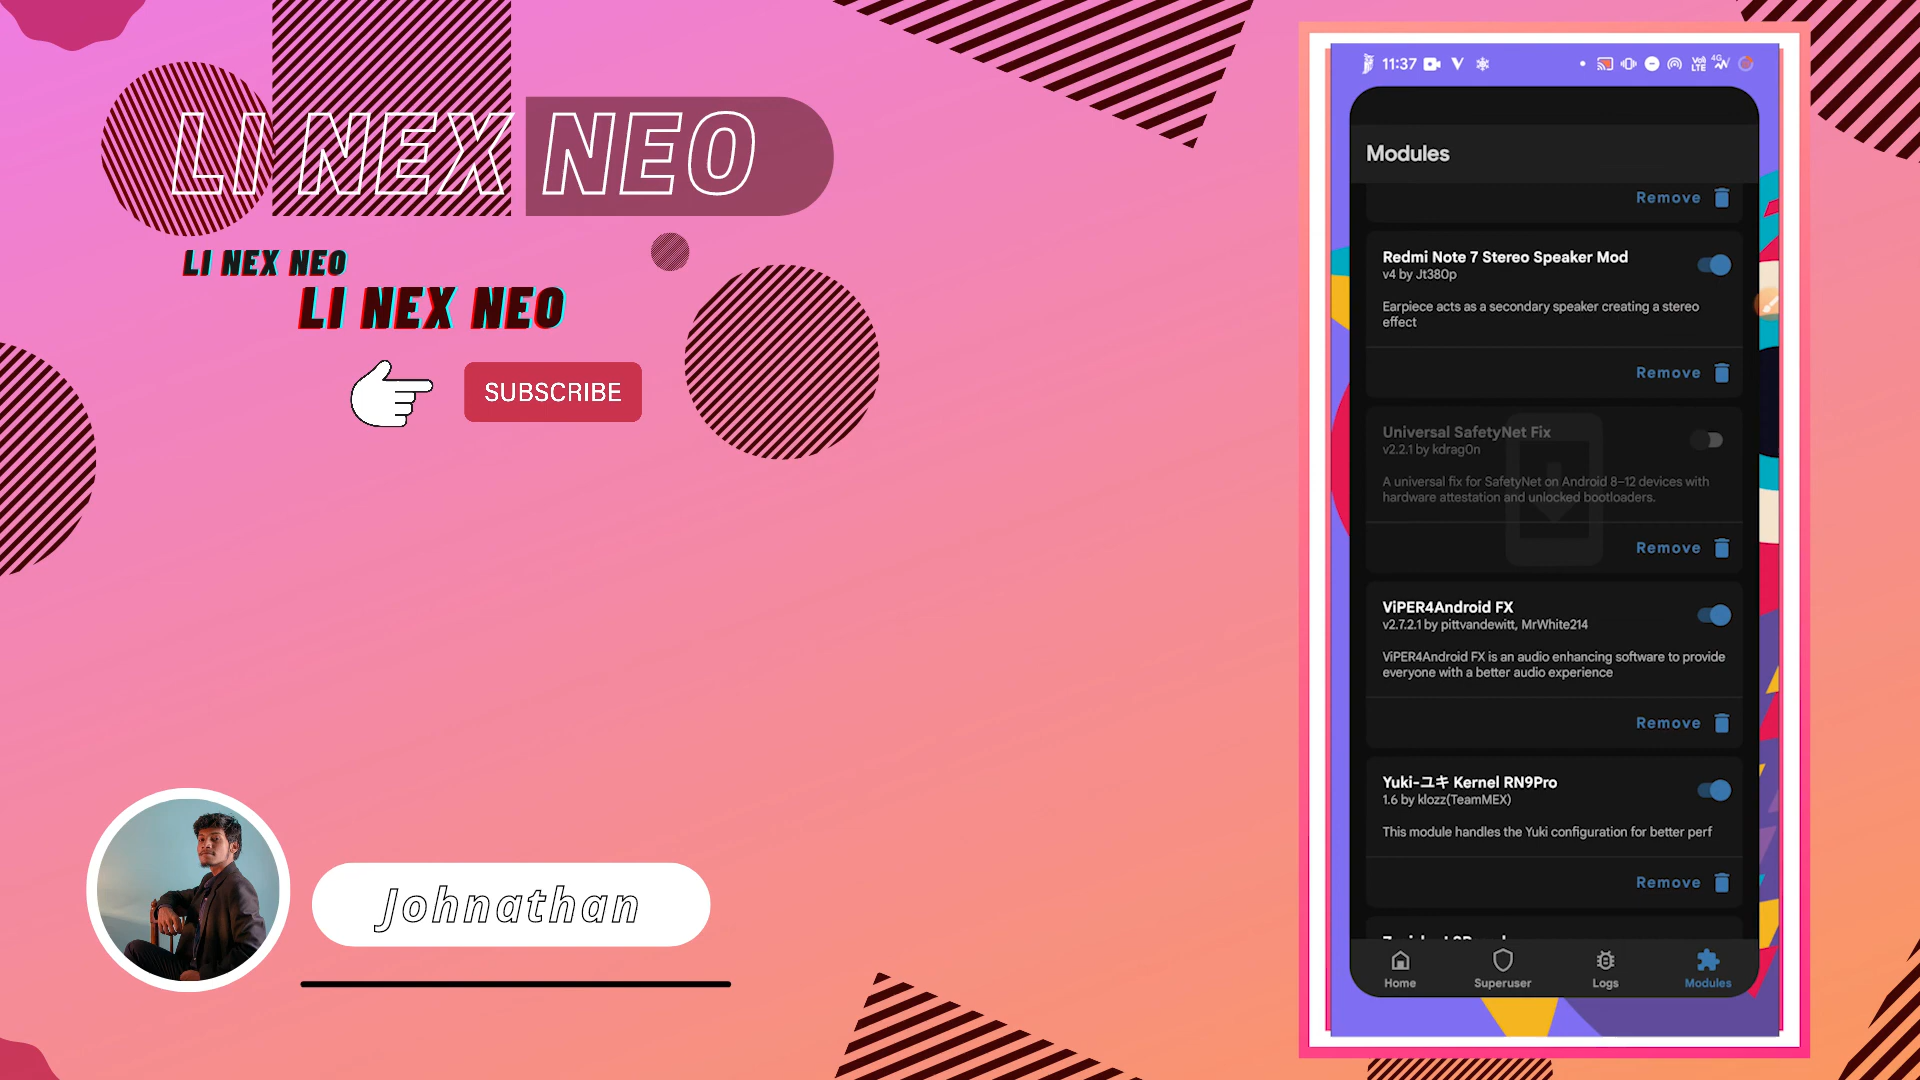 LI NEX NEO
LI NEX NEO
LI NEX NEO
SUBSCRIBE
Johnathan
11:37
Vo) LTE 4G
Modules
Remove
Redmi Note 7 Stereo Speaker Mod
v4 by Jt380p
Earpiece acts as a secondary speaker creating a stereo
effect
Remove
Universal SafetyNet Fix
v2.2.1 by kdrag0n
A universal fix for SafetyNet on Android 8–12 devices with
hardware attestation and unlocked bootloaders.
Remove
ViPER4Android FX
v2.7.2.1 by pittvandewitt, MrWhite214
ViPER4Android FX is an audio enhancing software to provide
everyone with a better audio experience
Remove
Yuki-ユキ Kernel RN9Pro
1.6 by klozz(TeamMEX)
This module handles the Yuki configuration for better perf
Remove
Home
Superuser
Logs
Modules